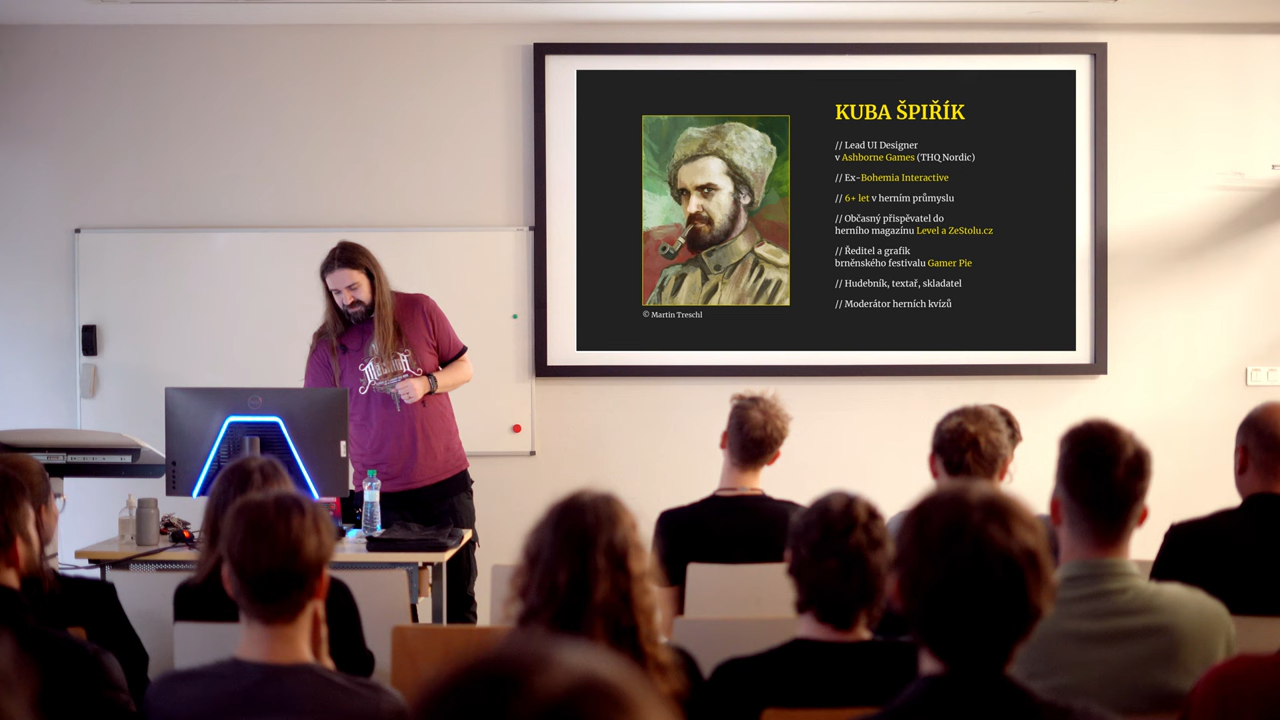 KUBA ŠPIŘÍK
// Lead UI Designer
v Ashborne Games (THQ Nordic)
// Ex-Bohemia Interactive
// 6+ let v herním průmyslu
// Občasný přispěvatel do
herního magazínu Level a ZeStolu.cz
// Ředitel a grafik
brněnského festivalu Gamer Pie
// Hudebník, textař, skladatel
// Moderátor herních kvízů
© Martin Treschl